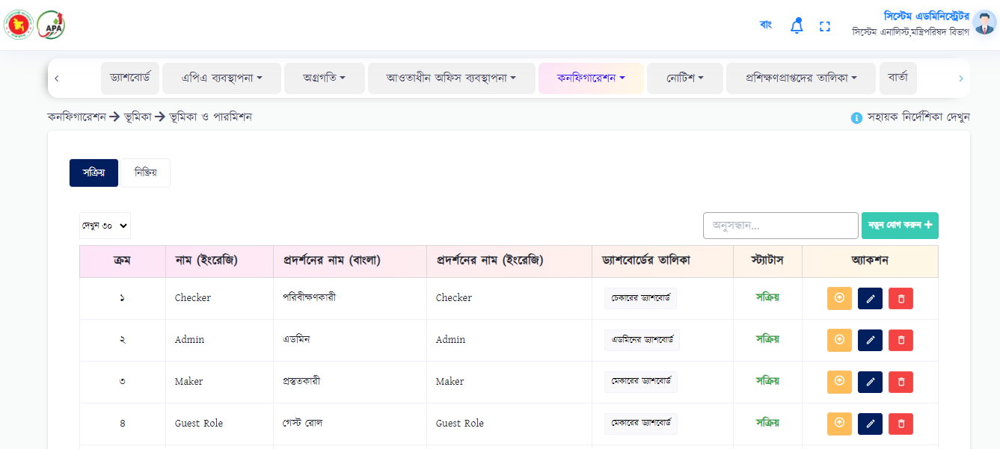 APA
বাং
সিস্টেম এডমিনিস্ট্রেটর
সিস্টেম এনালিস্ট,মন্ত্রিপরিষদ বিভাগ
ড্যাশবোর্ড এপিএ ব্যবস্থাপনা অগ্রগতি আওতাধীন অফিস ব্যবস্থাপনা কনফিগারেশন নোটিশ প্রশিক্ষণপ্রাপ্তদের তালিকা বার্তা
কনফিগারেশন → ভূমিকা → ভূমিকা ও পারমিশন
সহায়ক নির্দেশিকা দেখুন
সক্রিয় নিষ্ক্রিয়
দেখুন ৩০
অনুসন্ধান...
নতুন যোগ করুন +
ক্রম নাম (ইংরেজি) প্রদর্শনের নাম (বাংলা) প্রদর্শনের নাম (ইংরেজি) ড্যাশবোর্ডের তালিকা স্ট্যাটাস অ্যাকশন
১ Checker পরিবীক্ষণকারী Checker চেকারের ড্যাশবোর্ড সক্রিয়
২ Admin এডমিন Admin এডমিনের ড্যাশবোর্ড সক্রিয়
৩ Maker প্রস্তুতকারী Maker মেকারের ড্যাশবোর্ড সক্রিয়
৪ Guest Role গেস্ট রোল Guest Role মেকারের ড্যাশবোর্ড সক্রিয়